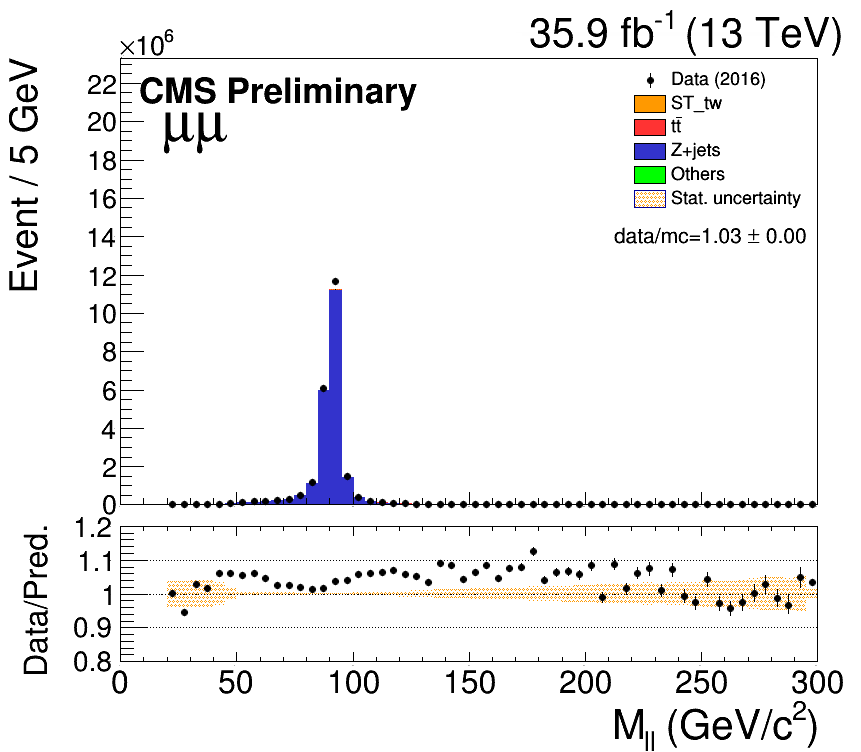 35.9 fb⁻¹ (13 TeV)
×10⁶
CMS Preliminary
μμ
Data (2016)
ST_tw
tt̄
Z+jets
Others
Stat. uncertainty
data/mc=1.03 ± 0.00
Event / 5 GeV
22
20
18
16
14
12
10
8
6
4
2
0
Data/Pred.
1.2
1.1
1
0.9
0.8
0 50 100 150 200 250 300
M_ll (GeV/c²)